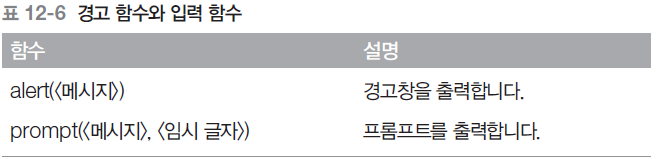 표 12-6 경고 함수와 입력 함수
함수 설명
alert(〈메시지〉) 경고창을 출력합니다.
prompt(〈메시지〉, 〈임시 글자〉) 프롬프트를 출력합니다.